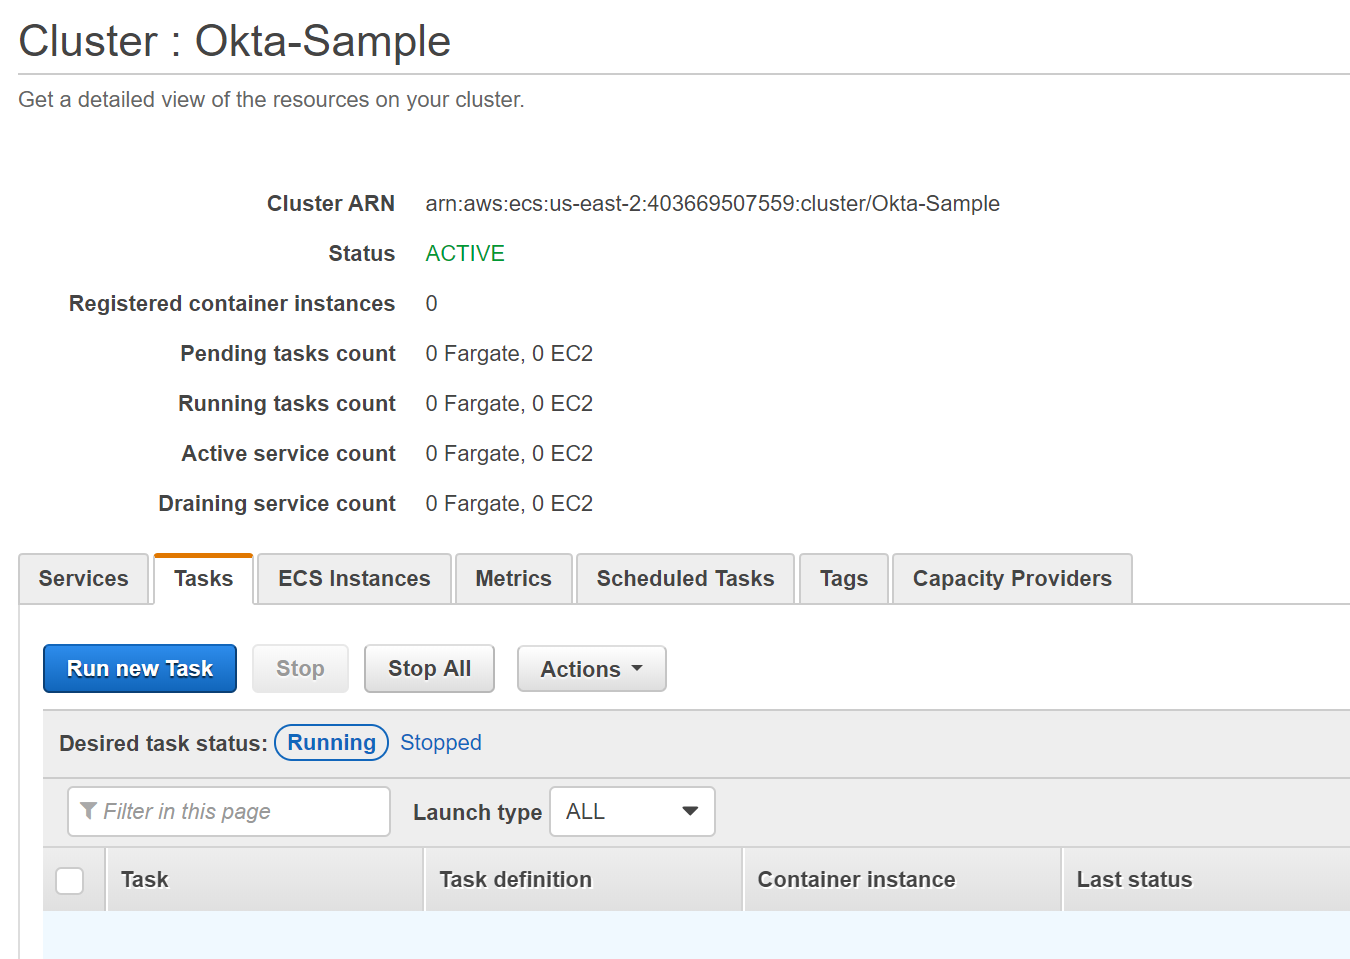 Cluster : Okta-Sample
Get a detailed view of the resources on your cluster.
Cluster ARN arn:aws:ecs:us-east-2:403669507559:cluster/Okta-Sample
Status ACTIVE
Registered container instances 0
Pending tasks count 0 Fargate, 0 EC2
Running tasks count 0 Fargate, 0 EC2
Active service count 0 Fargate, 0 EC2
Draining service count 0 Fargate, 0 EC2
Services Tasks ECS Instances Metrics Scheduled Tasks Tags Capacity Providers
Run new Task Stop Stop All Actions
Desired task status: Running Stopped
Filter in this page Launch type ALL
Task Task definition Container instance Last status